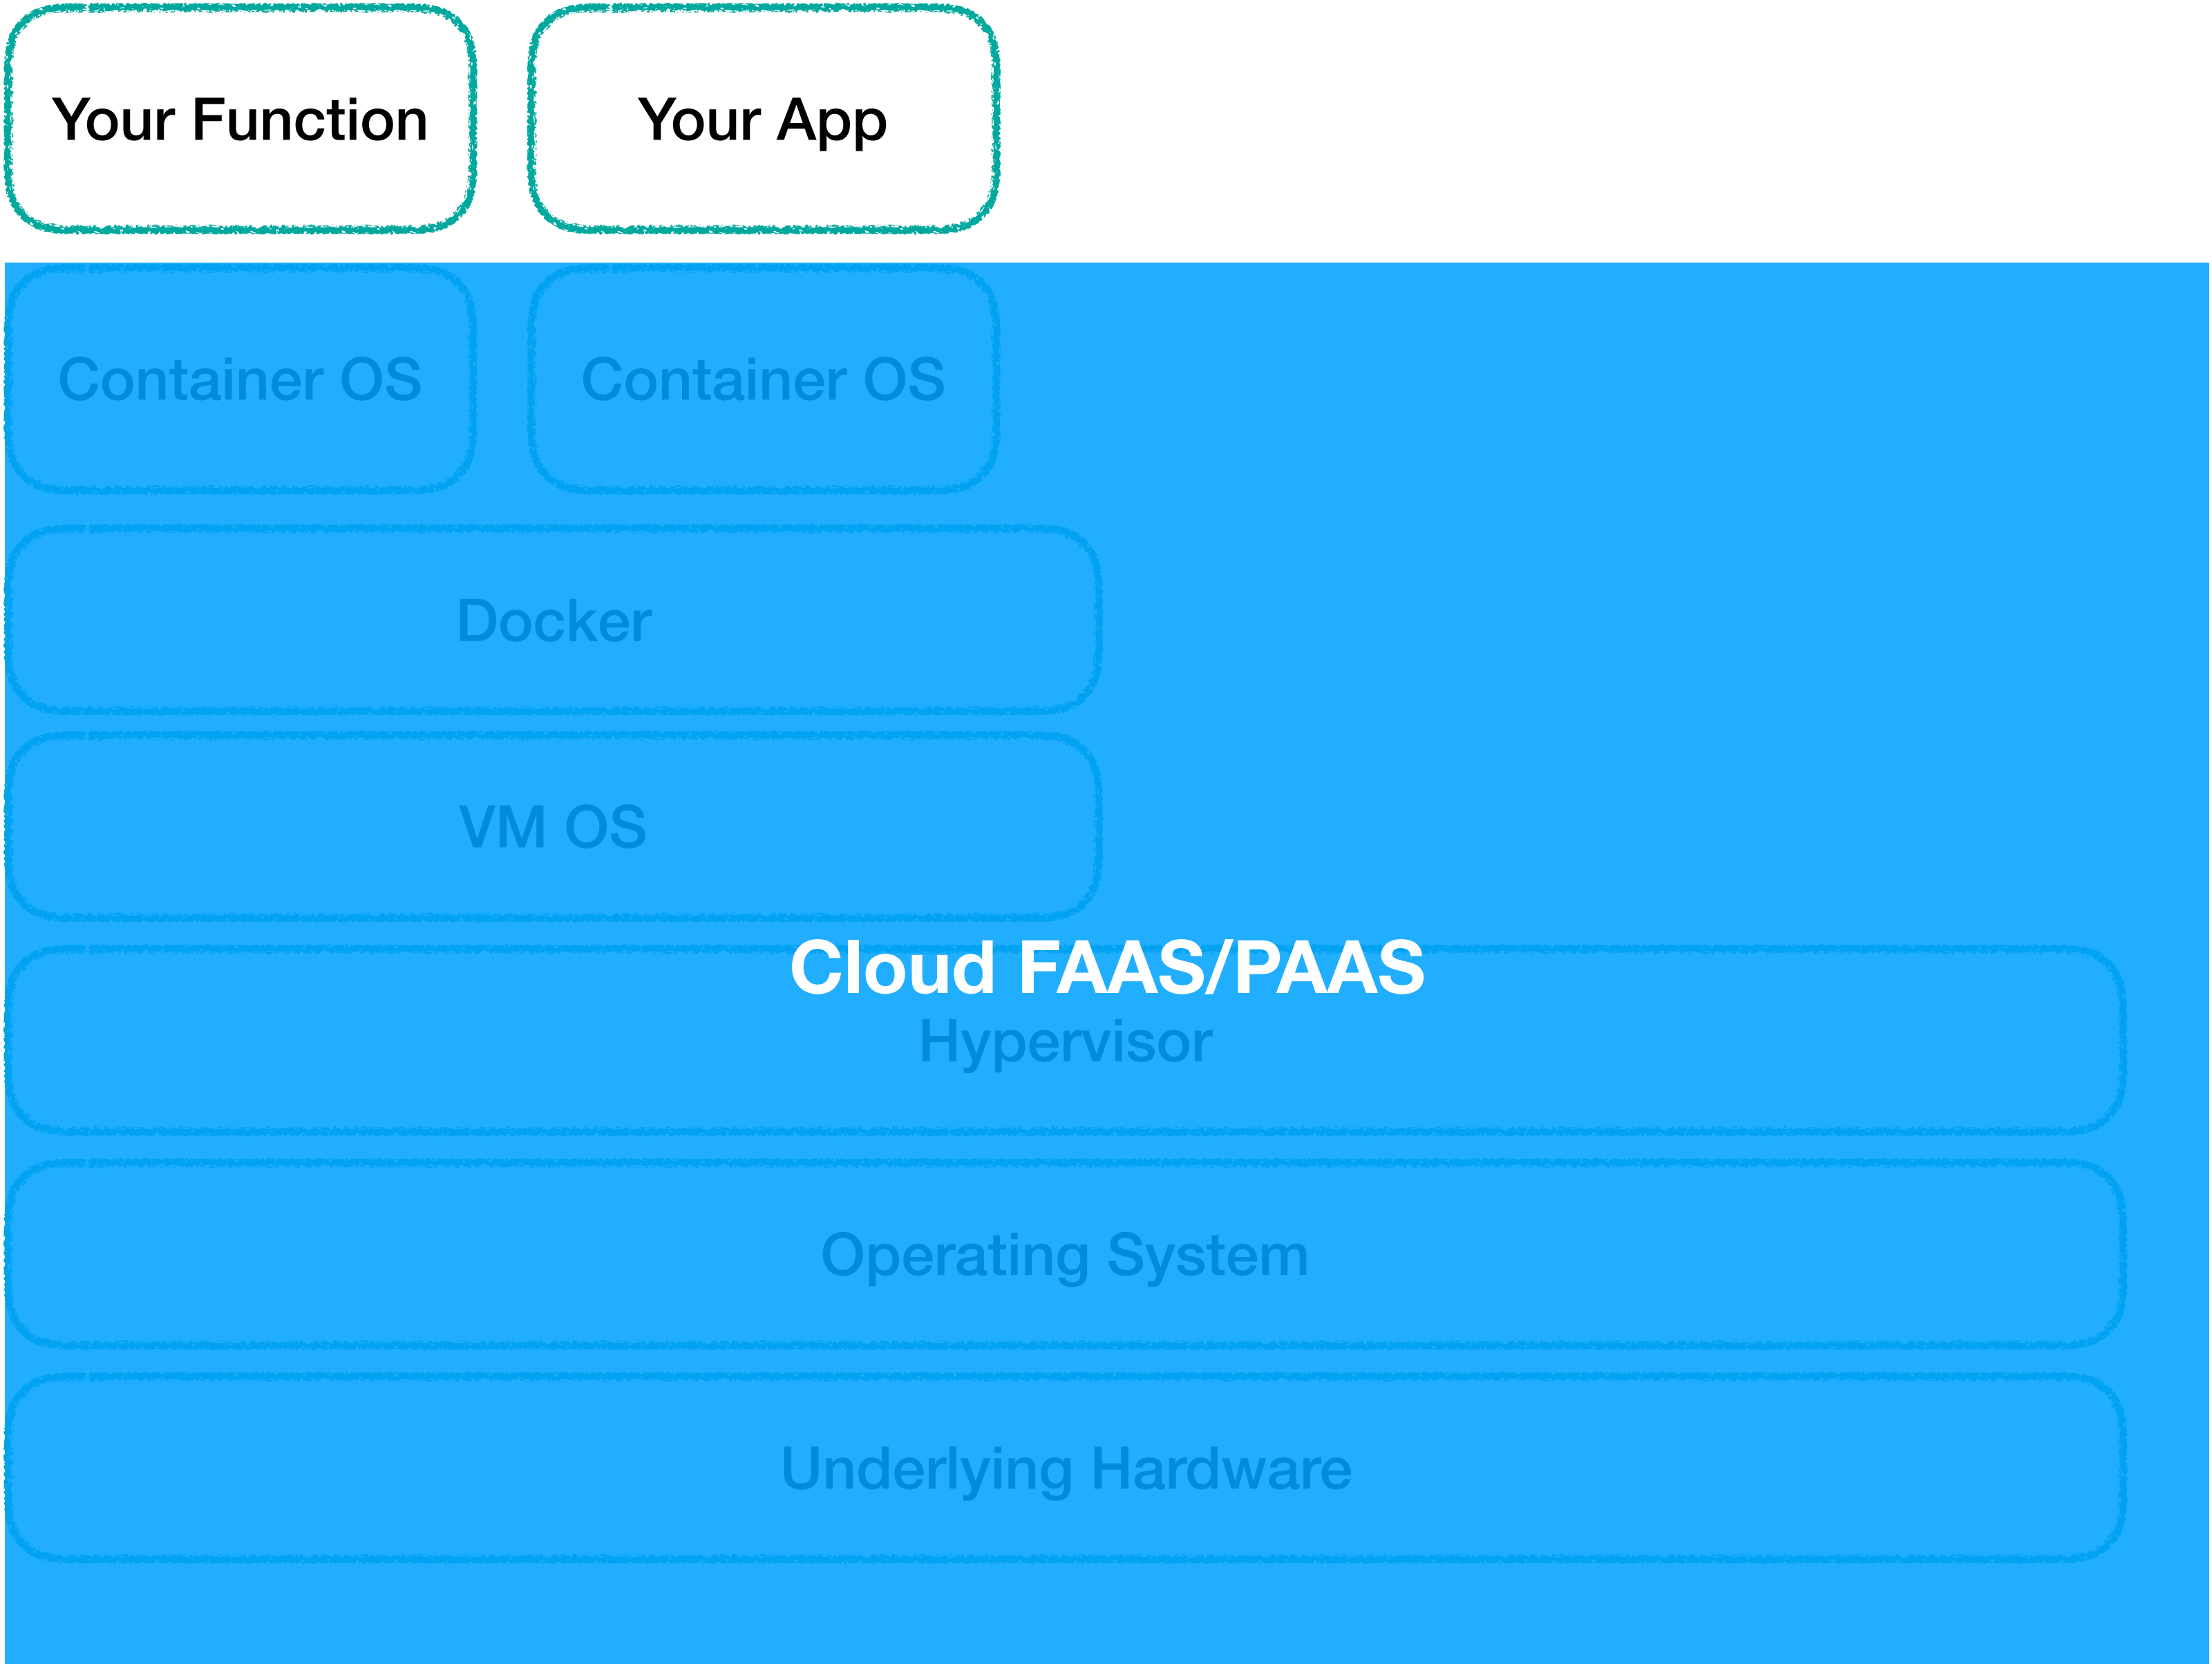 Your Function
Your App
Container OS
Container OS
Docker
VM OS
Cloud FAAS/PAAS
Hypervisor
Operating System
Underlying Hardware